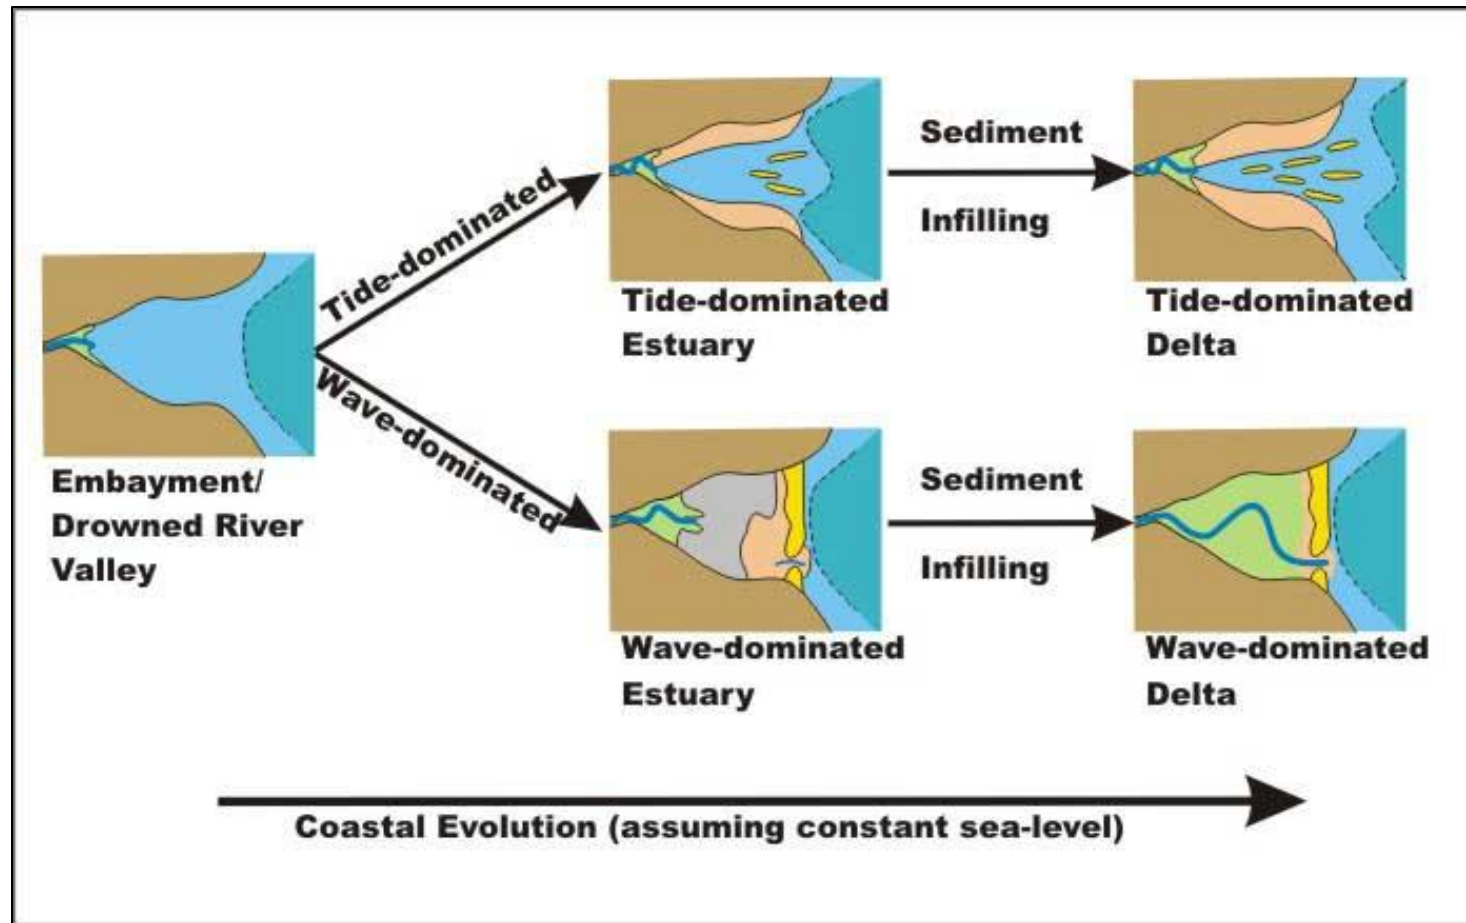 Tide-dominated
Wave-dominated
Embayment/
Drowned River
Valley
Tide-dominated
Estuary
Sediment
Infilling
Tide-dominated
Delta
Wave-dominated
Estuary
Sediment
Infilling
Wave-dominated
Delta
Coastal Evolution (assuming constant sea-level)